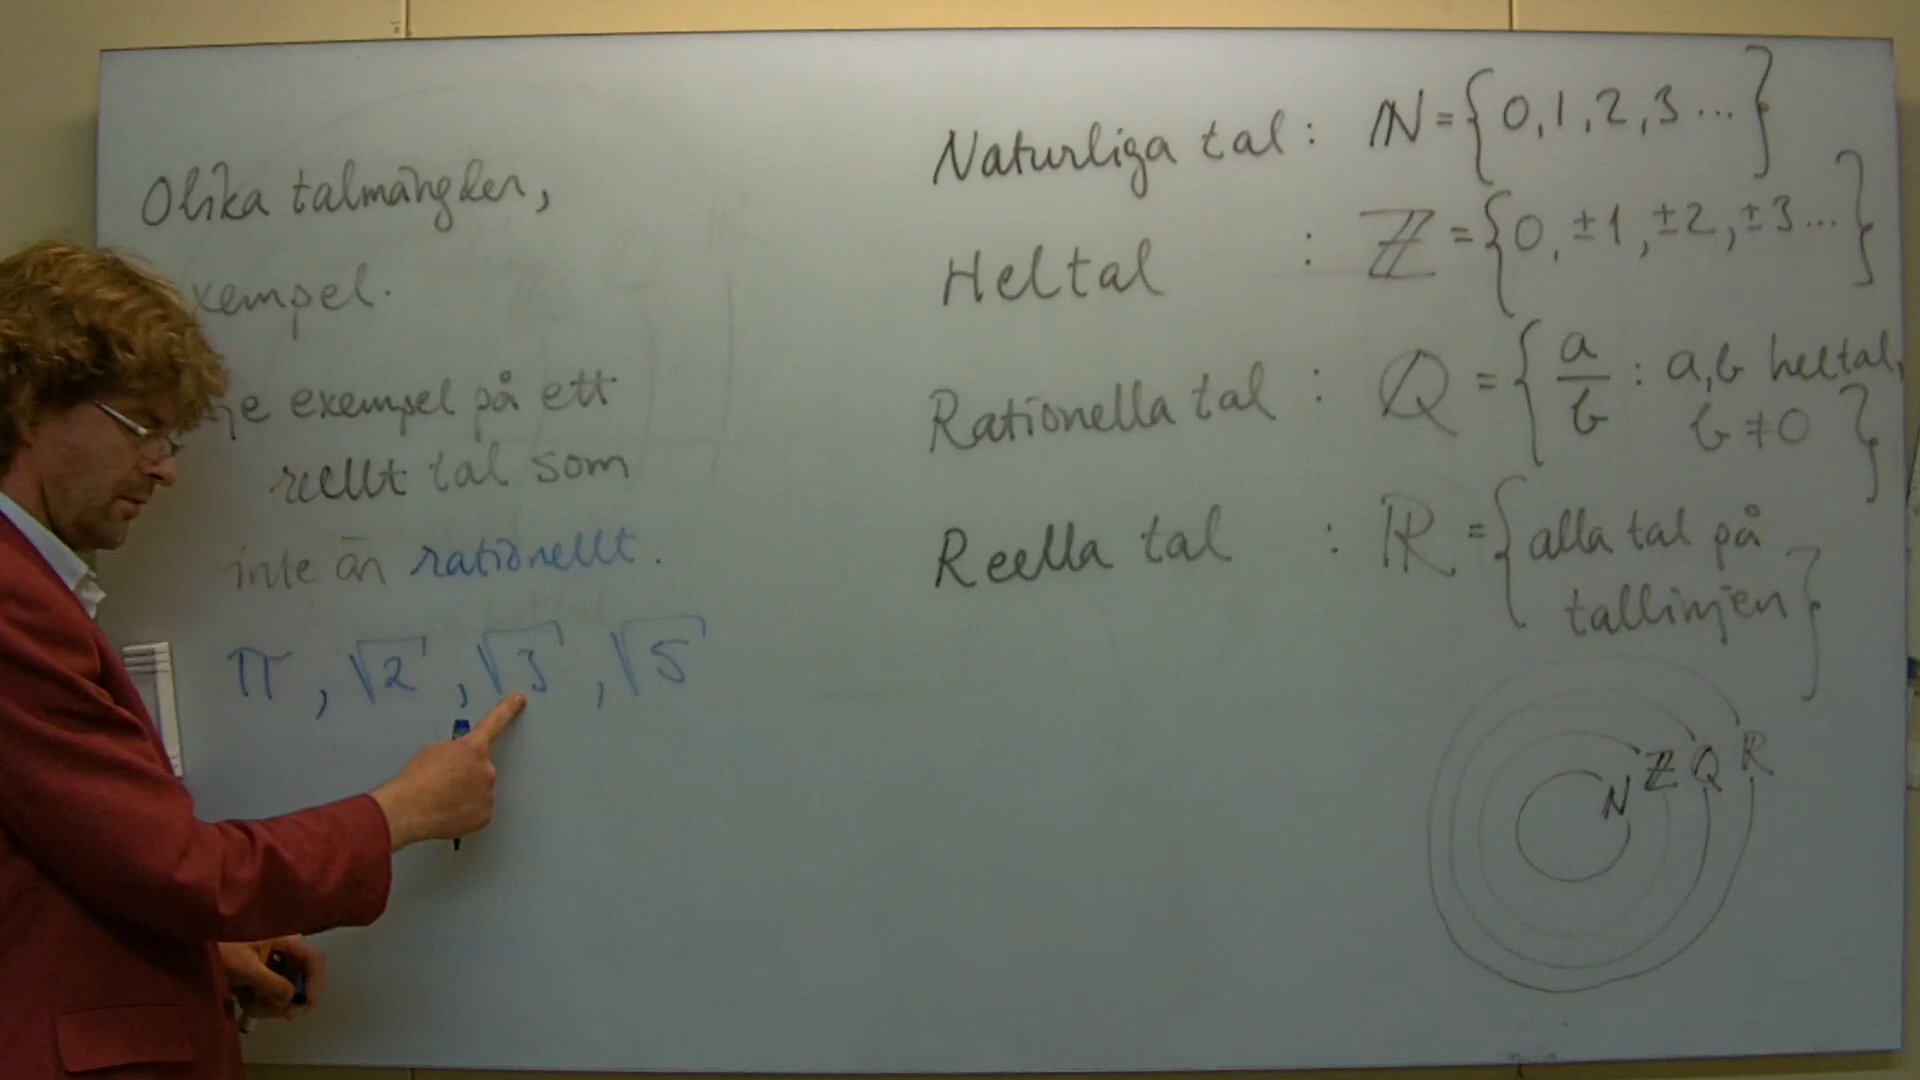 Olika talmängder,
xempel.
ge exempel på ett
reellt tal som
inte är rationellt.
π, √2, √3, √5
Naturliga tal : ℕ = {0, 1, 2, 3 ... }
Heltal : ℤ = {0, ±1, ±2, ±3 ... }
Rationella tal : ℚ = { a/b : a, b heltal,
b ≠ 0 }
Reella tal : ℝ = { alla tal på
tallinjen }
N ℤ Q R